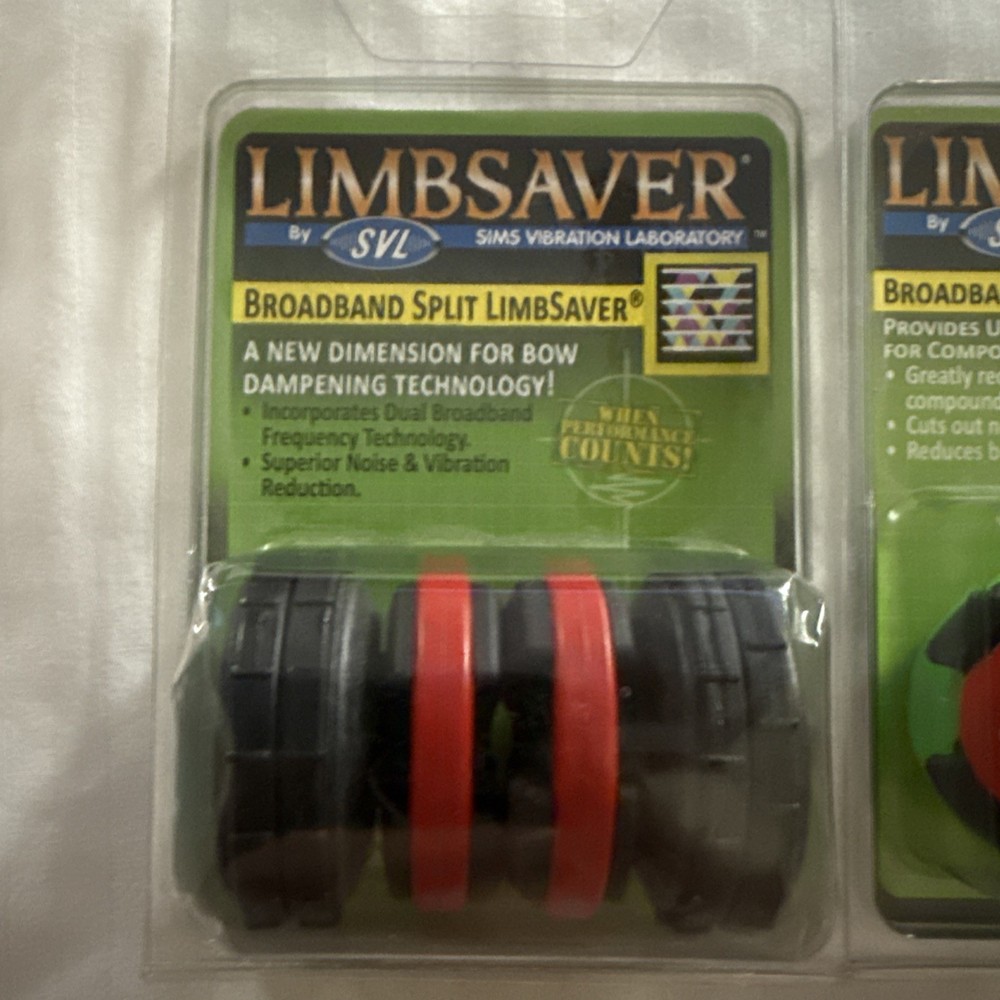 LIMBSAVER®
By SVL SIMS VIBRATION LABORATORY ™
BROADBAND SPLIT LIMBSAVER®
A NEW DIMENSION FOR BOW
DAMPENING TECHNOLOGY!
• Incorporates Dual Broadband
Frequency Technology.
• Superior Noise & Vibration
Reduction.
WHEN
PERFORMANCE
COUNTS!
LIM
By
BROADBA
PROVIDES U
FOR COMPO
• Greatly re
compoun
• Cuts out n
• Reduces b